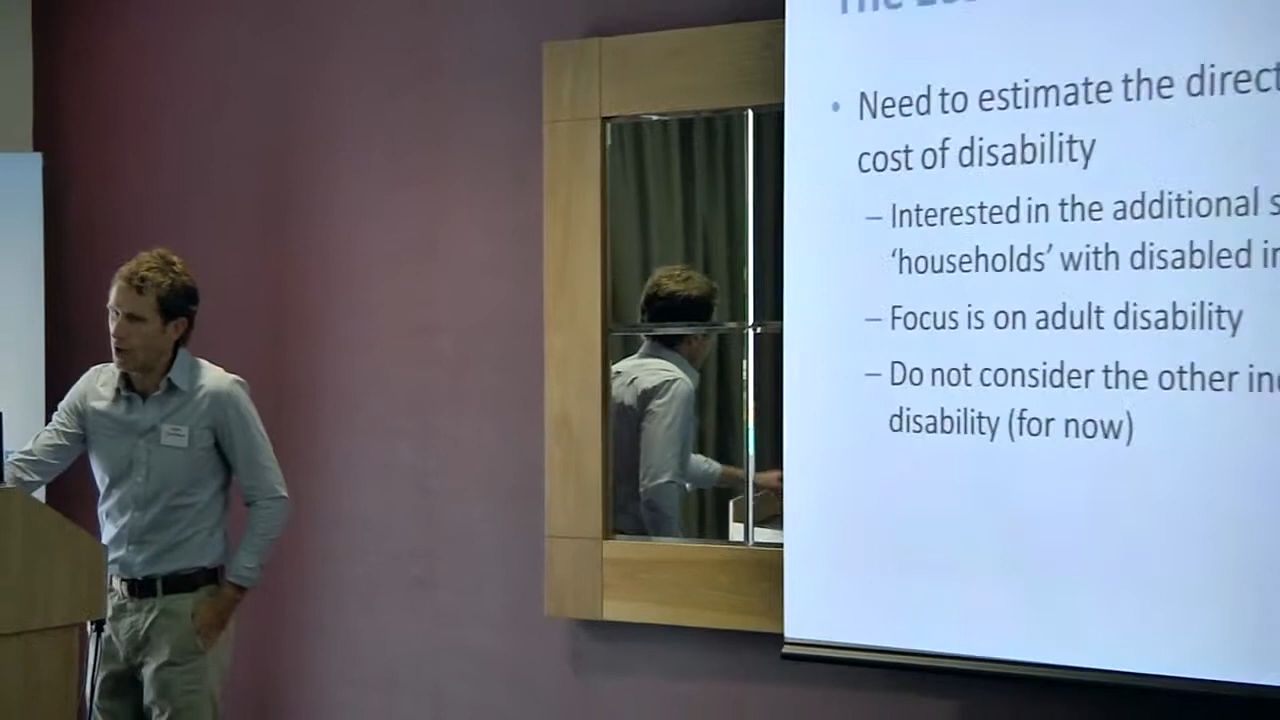 The
• Need to estimate the direct
cost of disability
– Interested in the additional
'households' with disabled
– Focus is on adult disability
– Do not consider the other
disability (for now)